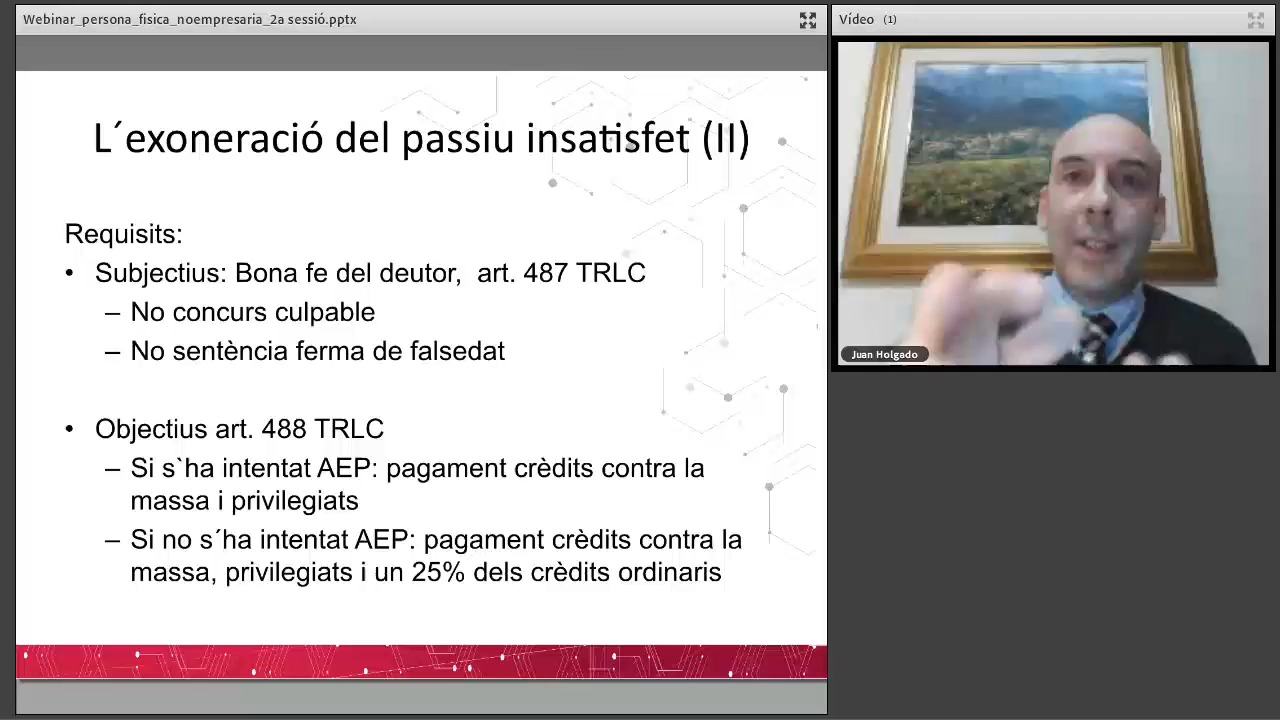 Webinar_persona_fisica_noempresaria_2a sessió.pptx
Vídeo (1)
L´exoneració del passiu insatisfet (II)
Requisits:
• Subjectius: Bona fe del deutor, art. 487 TRLC
– No concurs culpable
– No sentència ferma de falsedat
• Objectius art. 488 TRLC
– Si s`ha intentat AEP: pagament crèdits contra la
massa i privilegiats
– Si no s´ha intentat AEP: pagament crèdits contra la
massa, privilegiats i un 25% dels crèdits ordinaris
Juan Holgado